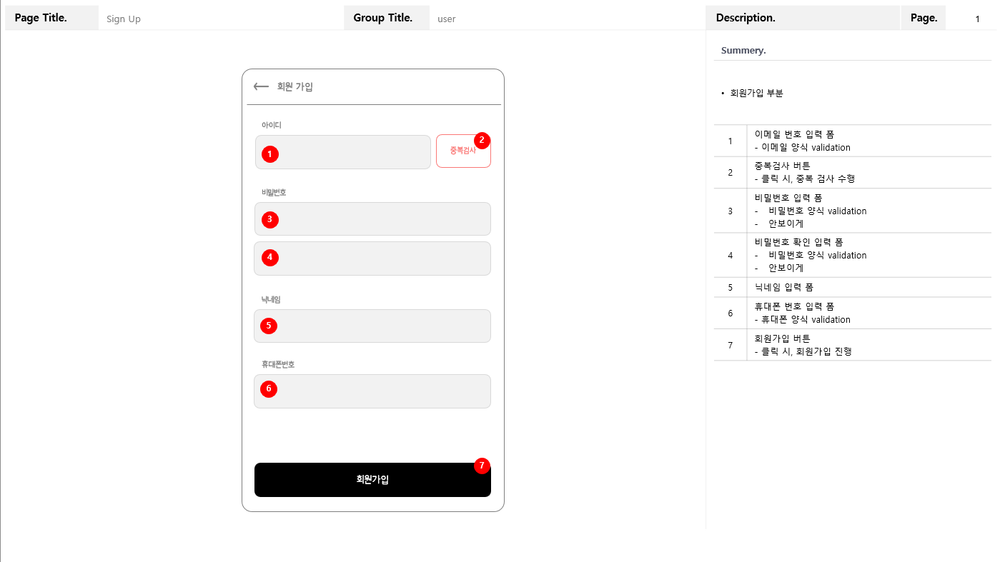 Page Title.
Sign Up
Group Title.
user
Description.
Page.
1
회원 가입
아이디
1
중복검사
2
비밀번호
3
4
닉네임
5
휴대폰번호
6
회원가입
7
Summery.
• 회원가입 부분
1
이메일 번호 입력 폼
- 이메일 양식 validation
2
중복검사 버튼
- 클릭 시, 중복 검사 수행
3
비밀번호 입력 폼
- 비밀번호 양식 validation
- 안보이게
4
비밀번호 확인 입력 폼
- 비밀번호 양식 validation
- 안보이게
5
닉네임 입력 폼
6
휴대폰 번호 입력 폼
- 휴대폰 양식 validation
7
회원가입 버튼
- 클릭 시, 회원가입 진행